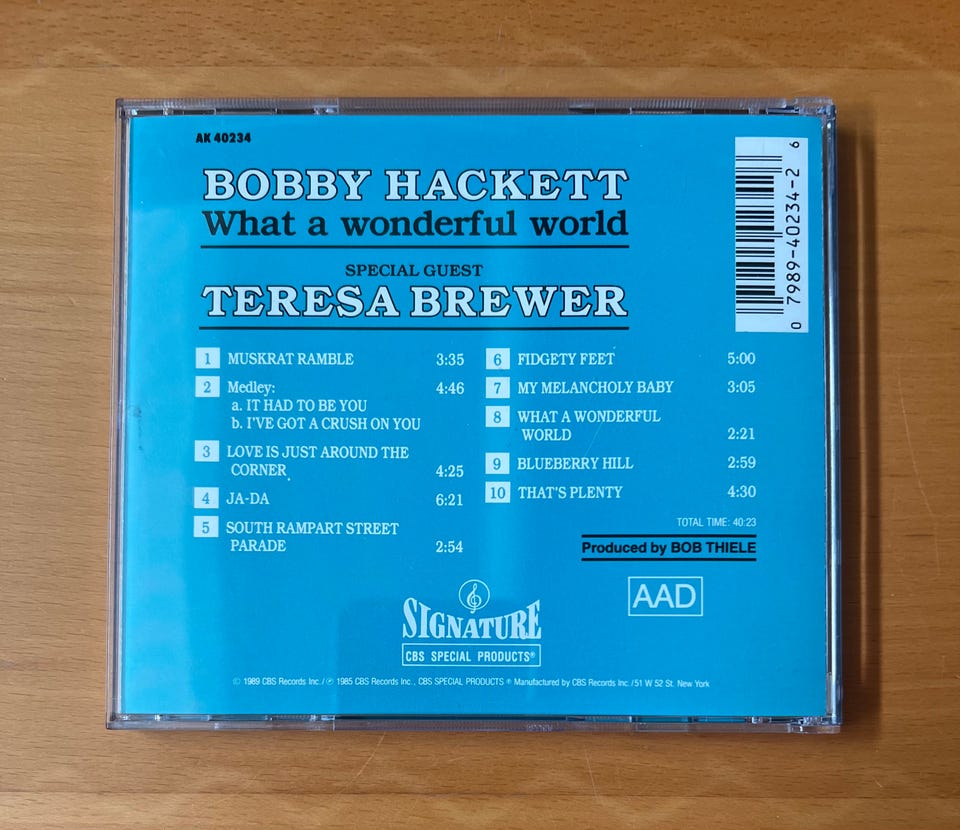 AK 40234
BOBBY HACKETT
What a wonderful world
SPECIAL GUEST
TERESA BREWER
1 MUSKRAT RAMBLE 3:35
2 Medley: 4:46
a. IT HAD TO BE YOU
b. I'VE GOT A CRUSH ON YOU
3 LOVE IS JUST AROUND THE
CORNER 4:25
4 JA-DA 6:21
5 SOUTH RAMPART STREET
PARADE 2:54
6 FIDGETY FEET 5:00
7 MY MELANCHOLY BABY 3:05
8 WHAT A WONDERFUL
WORLD 2:21
9 BLUEBERRY HILL 2:59
10 THAT'S PLENTY 4:30
TOTAL TIME: 40:23
Produced by BOB THIELE
AAD
SIGNATURE
CBS SPECIAL PRODUCTS®
© 1989 CBS Records Inc./℗ 1985 CBS Records Inc., CBS SPECIAL PRODUCTS ® Manufactured by CBS Records Inc./51 W 52 St. New York
0 7989-40234-2 6